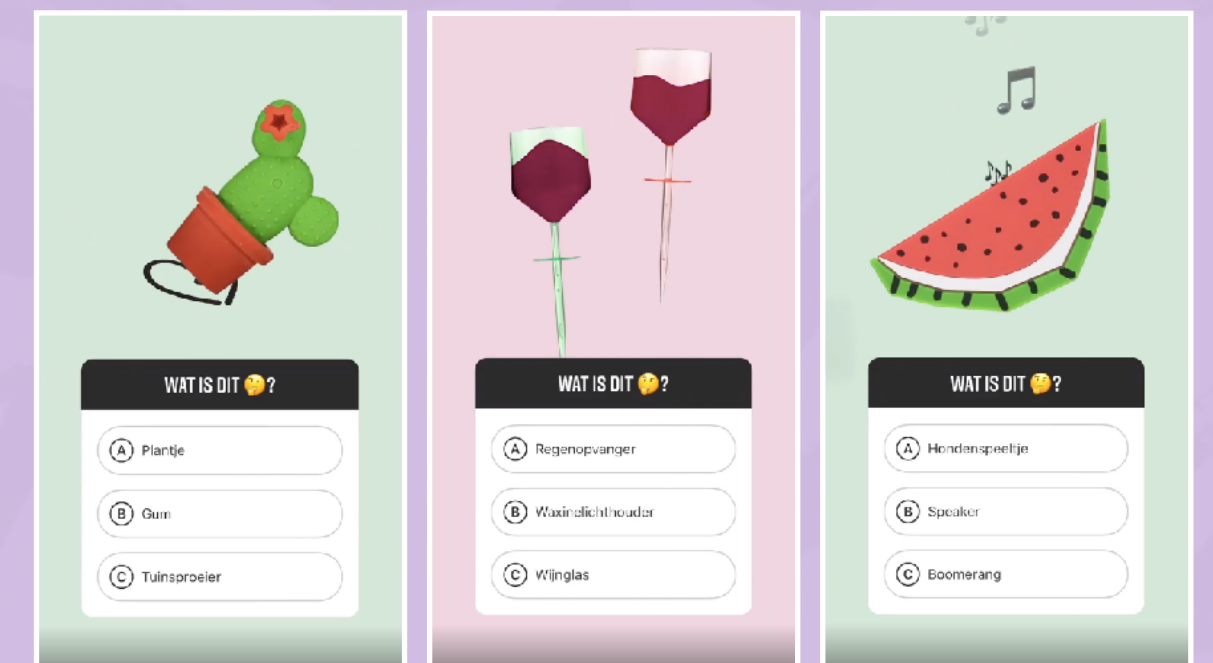 WAT IS DIT 🤔?
A Plantje
B Gum
C Tuinsproeier
WAT IS DIT 🤔?
A Regenopvanger
B Waxinelichthouder
C Wijnglas
WAT IS DIT 🤔?
A Hondenspeeltje
B Speaker
C Boomerang